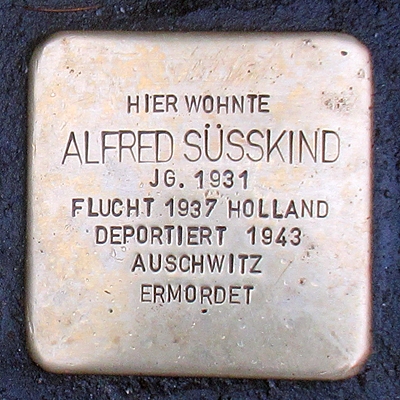 HIER WOHNTE
ALFRED SÜSSKIND
JG. 1931
FLUCHT 1937 HOLLAND
DEPORTIERT 1943
AUSCHWITZ
ERMORDET